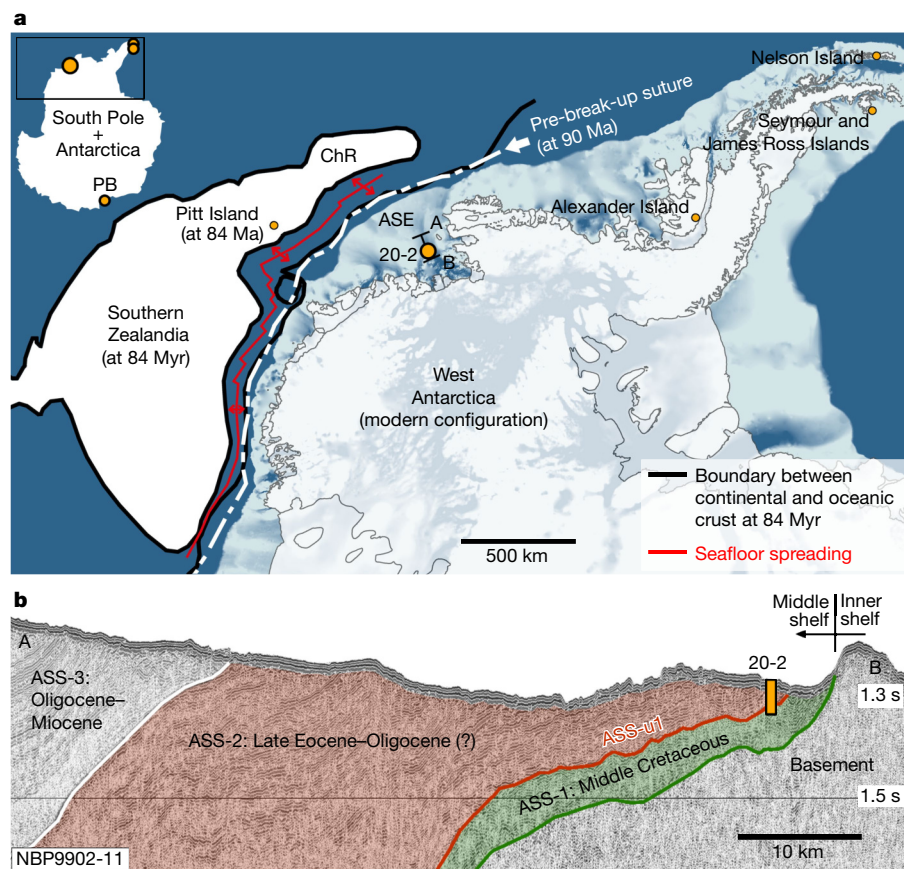 a
South Pole
+
Antarctica
PB
ChR
Pitt Island
(at 84 Ma)
Southern
Zealandia
(at 84 Myr)
Pre-break-up suture
(at 90 Ma)
ASE
A
20-2
B
Nelson Island
Seymour and
James Ross Islands
Alexander Island
West
Antarctica
(modern configuration)
500 km
Boundary between
continental and oceanic
crust at 84 Myr
Seafloor spreading
b
A
ASS-3:
Oligocene–
Miocene
ASS-2: Late Eocene–Oligocene (?)
ASS-u1
ASS-1: Middle Cretaceous
20-2
Middle
shelf
Inner
shelf
B
1.3 s
Basement
1.5 s
10 km
NBP9902-11